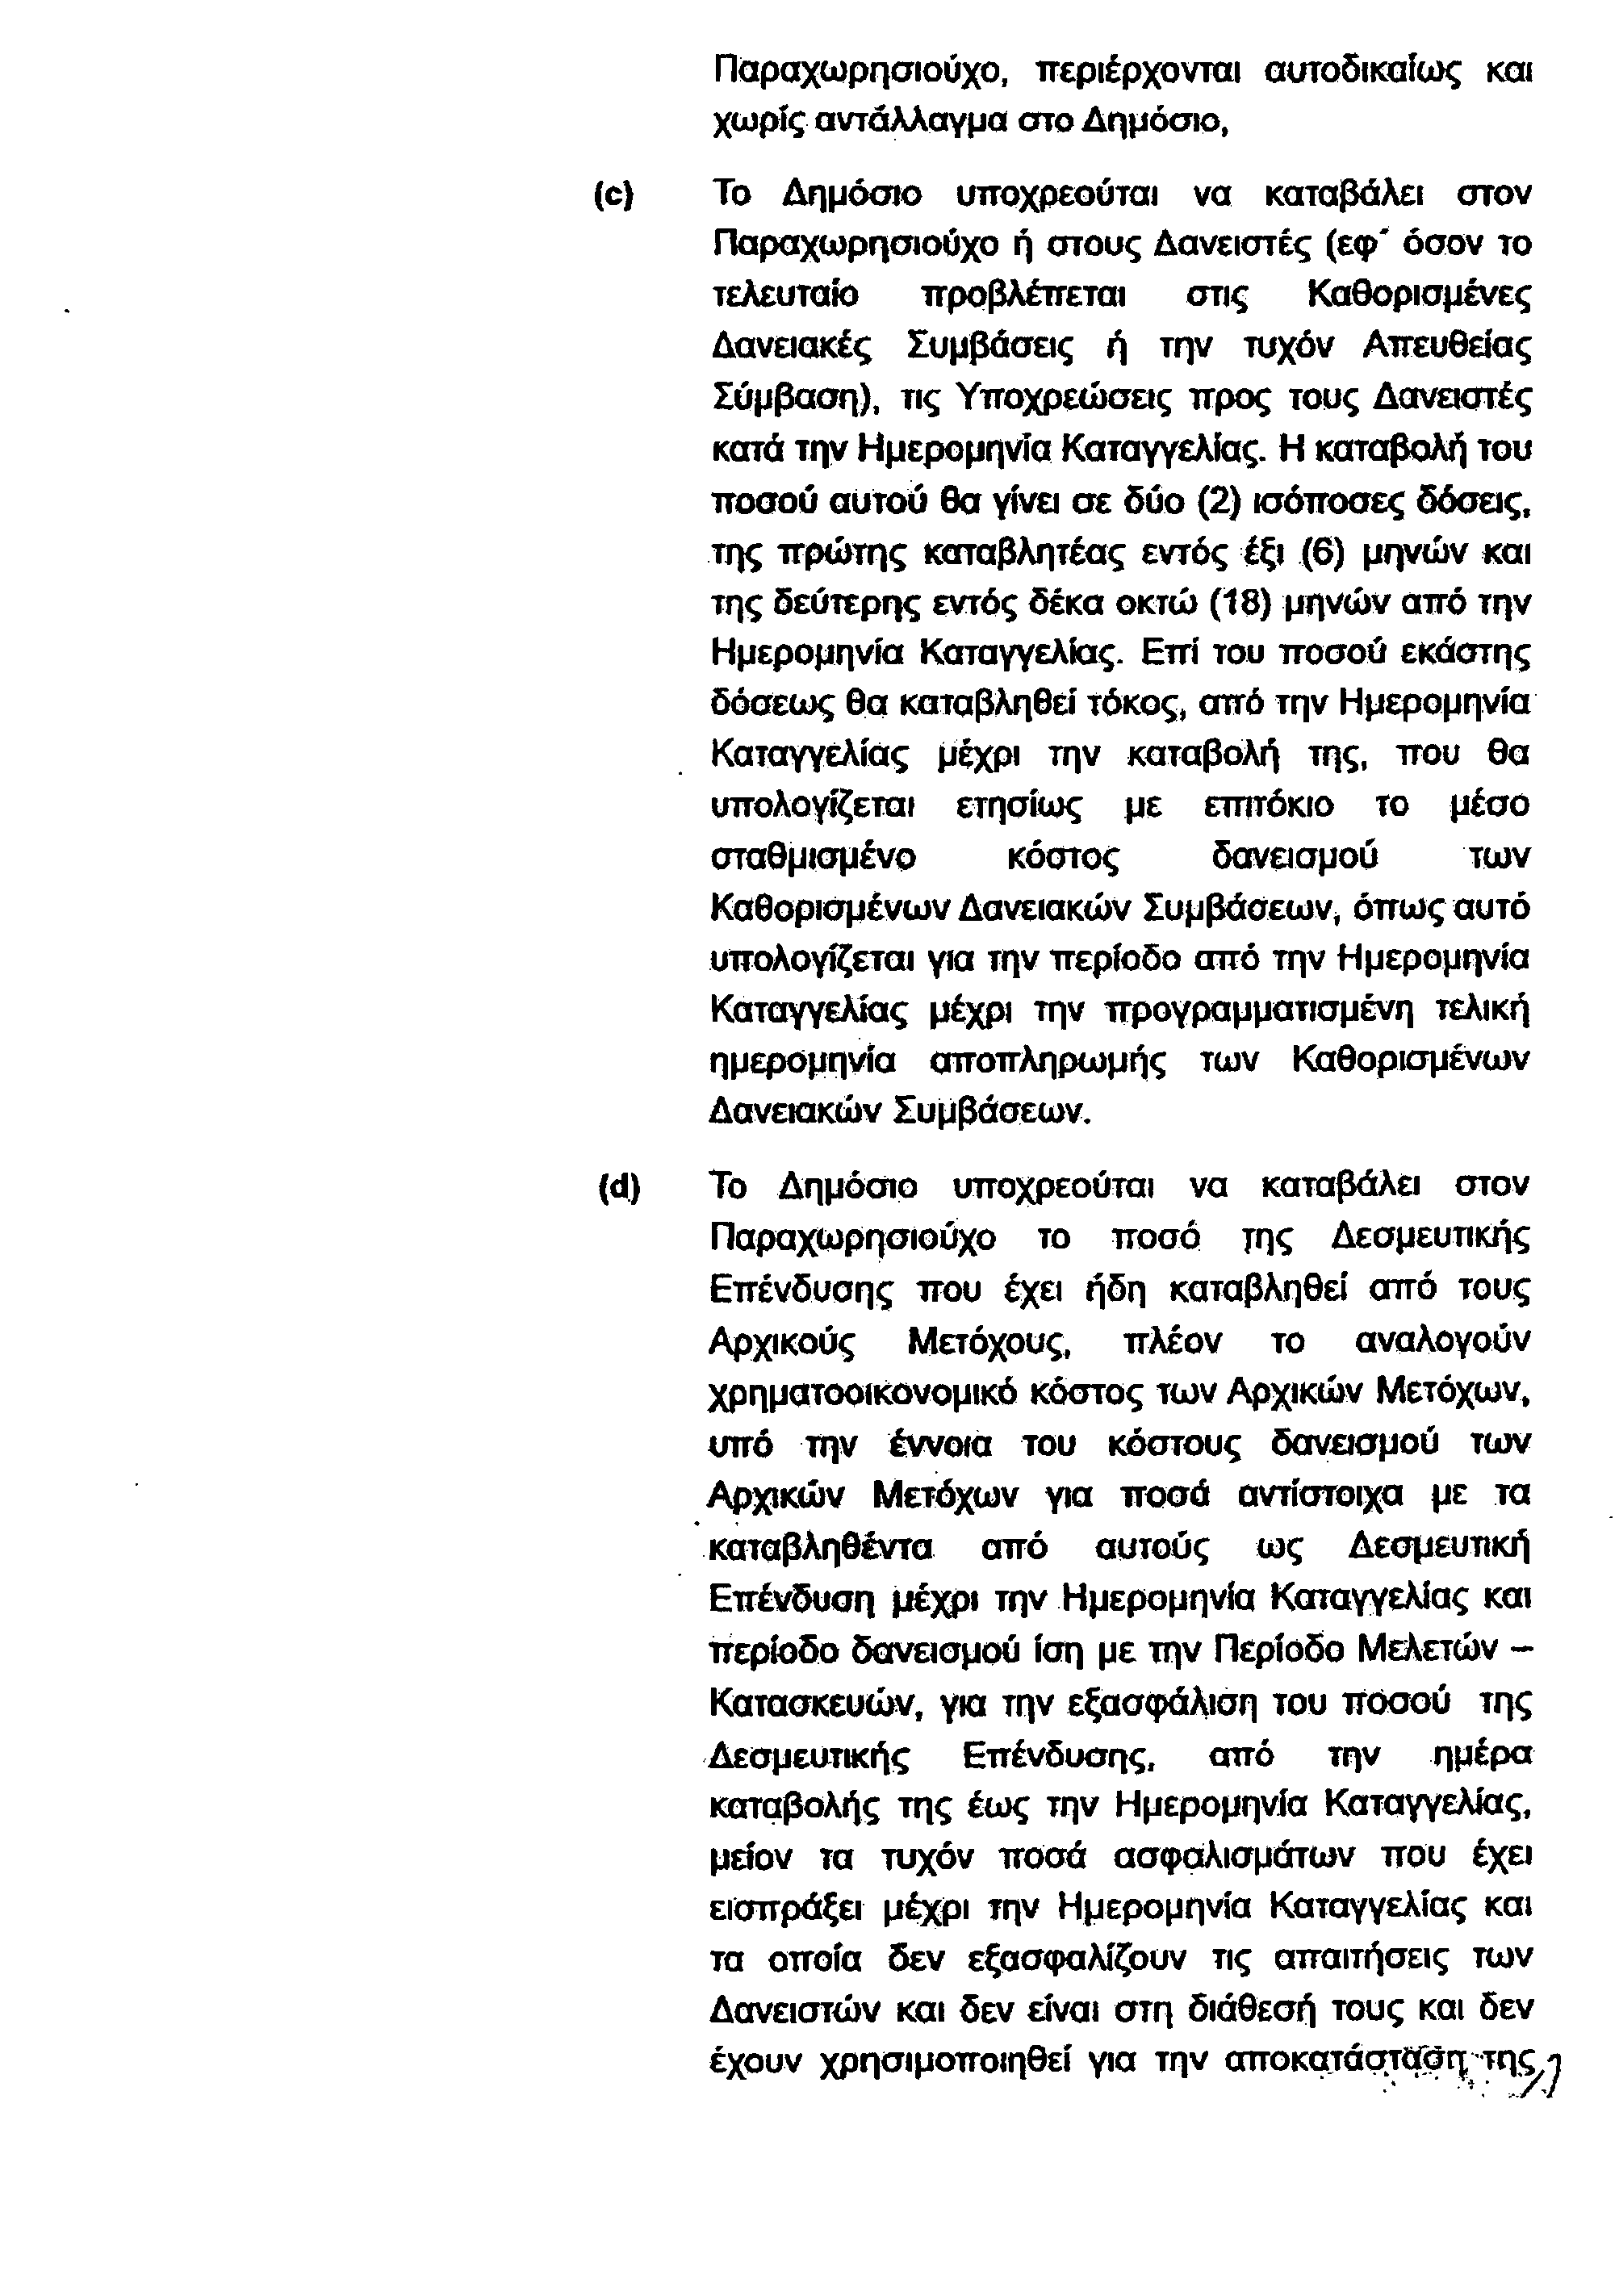 Παραχωρησιούχο, περιέρχονται αυτοδικαίως και
χωρίς αντάλλαγμα στο Δημόσιο,
(c) Το Δημόσιο υποχρεούται να καταβάλει στον
Παραχωρησιούχο ή στους Δανειστές (εφ΄ όσον το
τελευταίο προβλέπεται στις Καθορισμένες
Δανειακές Συμβάσεις ή την τυχόν Απευθείας
Σύμβαση), τις Υποχρεώσεις προς τους Δανειστές
κατά την Ημερομηνία Καταγγελίας. Η καταβολή του
ποσού αυτού θα γίνει σε δύο (2) ισόποσες δόσεις,
της πρώτης καταβλητέας εντός έξι (6) μηνών και
της δεύτερης εντός δέκα οκτώ (18) μηνών από την
Ημερομηνία Καταγγελίας. Επί του ποσού εκάστης
δόσεως θα καταβληθεί τόκος, από την Ημερομηνία
Καταγγελίας μέχρι την καταβολή της, που θα
υπολογίζεται ετησίως με επιτόκιο το μέσο
σταθμισμένο κόστος δανεισμού των
Καθορισμένων Δανειακών Συμβάσεων, όπως αυτό
υπολογίζεται για την περίοδο από την Ημερομηνία
Καταγγελίας μέχρι την προγραμματισμένη τελική
ημερομηνία αποπληρωμής των Καθορισμένων
Δανειακών Συμβάσεων.
(d) Το Δημόσιο υποχρεούται να καταβάλει στον
Παραχωρησιούχο το ποσό της Δεσμευτικής
Επένδυσης που έχει ήδη καταβληθεί από τους
Αρχικούς Μετόχους, πλέον το αναλογούν
χρηματοοικονομικό κόστος των Αρχικών Μετόχων,
υπό την έννοια του κόστους δανεισμού των
Αρχικών Μετόχων για ποσά αντίστοιχα με τα
καταβληθέντα από αυτούς ως Δεσμευτική
Επένδυση μέχρι την Ημερομηνία Καταγγελίας και
περίοδο δανεισμού ίση με την Περίοδο Μελετών –
Κατασκευών, για την εξασφάλιση του ποσού της
Δεσμευτικής Επένδυσης, από την ημέρα
καταβολής της έως την Ημερομηνία Καταγγελίας,
μείον τα τυχόν ποσά ασφαλισμάτων που έχει
εισπράξει μέχρι την Ημερομηνία Καταγγελίας και
τα οποία δεν εξασφαλίζουν τις απαιτήσεις των
Δανειστών και δεν είναι στη διάθεσή τους και δεν
έχουν χρησιμοποιηθεί για την αποκατάσταση της